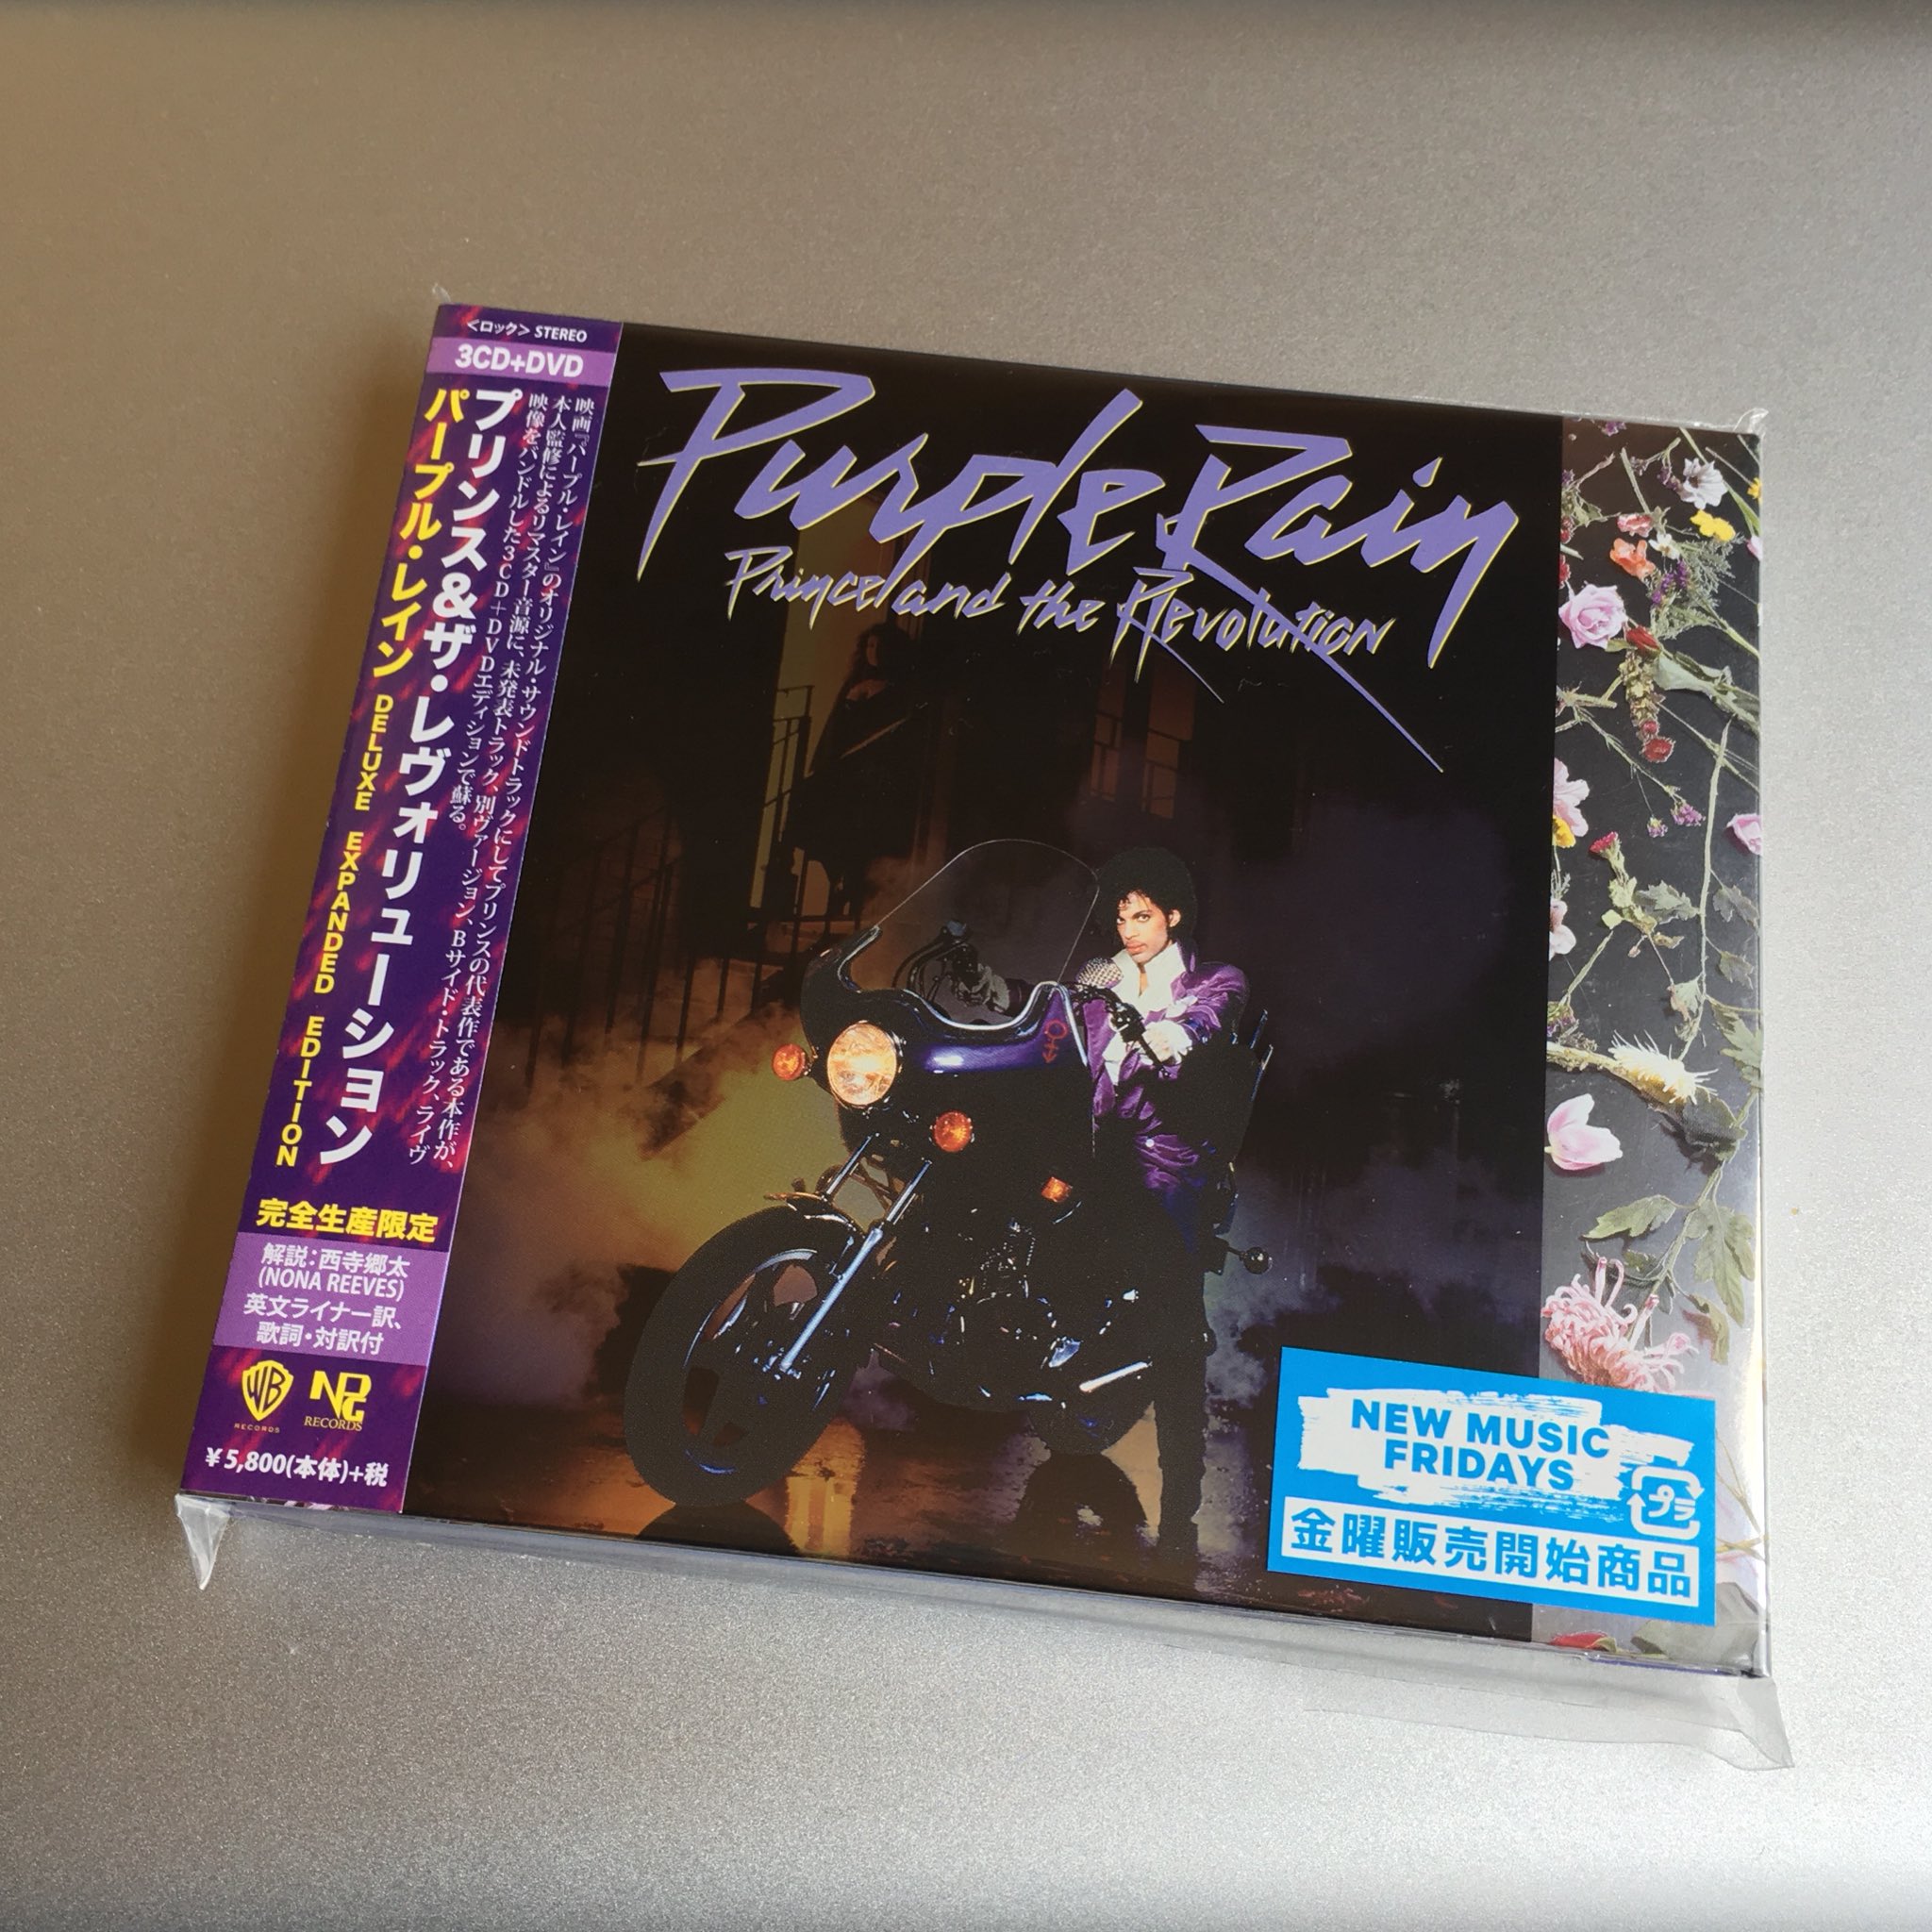 <ロック> STEREO
3CD+DVD
映画『パープル・レイン』のオリジナル・サウンドトラックにしてプリンスの代表作である本作が、
本人監修によるリマスター音源に、未発表トラック、別ヴァージョン、Bサイド・トラック、ライヴ
映像をバンドルした3CD+DVDエディションで蘇る。
プリンス&ザ・レヴォリューション
パープル・レイン DELUXE EXPANDED EDITION
完全生産限定
解説:西寺郷太
(NONA REEVES)
英文ライナー訳、
歌詞・対訳付
WB
RECORDS
NPG
RECORDS
¥5,800(本体)+税
Purple Rain
Prince and the Revolution
NEW MUSIC
FRIDAYS
プラ
金曜販売開始商品